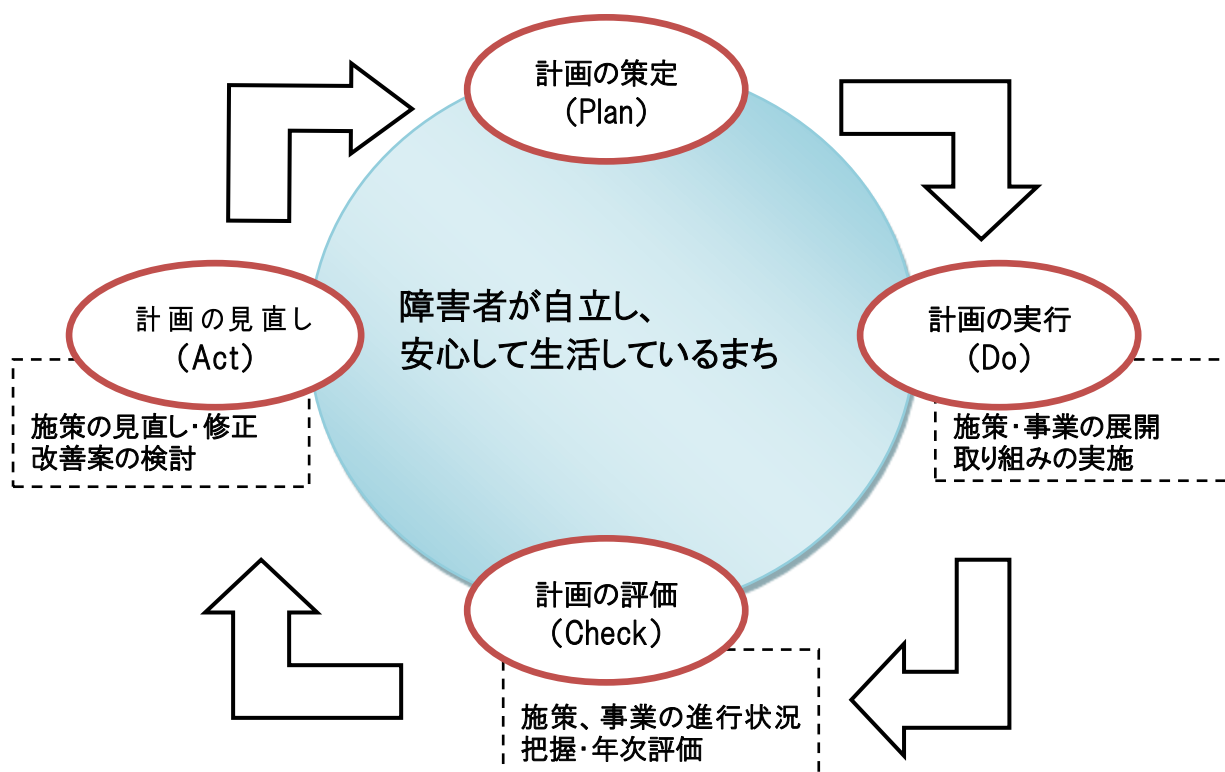 計画の策定
(Plan)
計画の見直し
(Act)
施策の見直し・修正
改善案の検討
障害者が自立し、
安心して生活しているまち
計画の実行
(Do)
施策・事業の展開
取り組みの実施
計画の評価
(Check)
施策、事業の進行状況
把握・年次評価